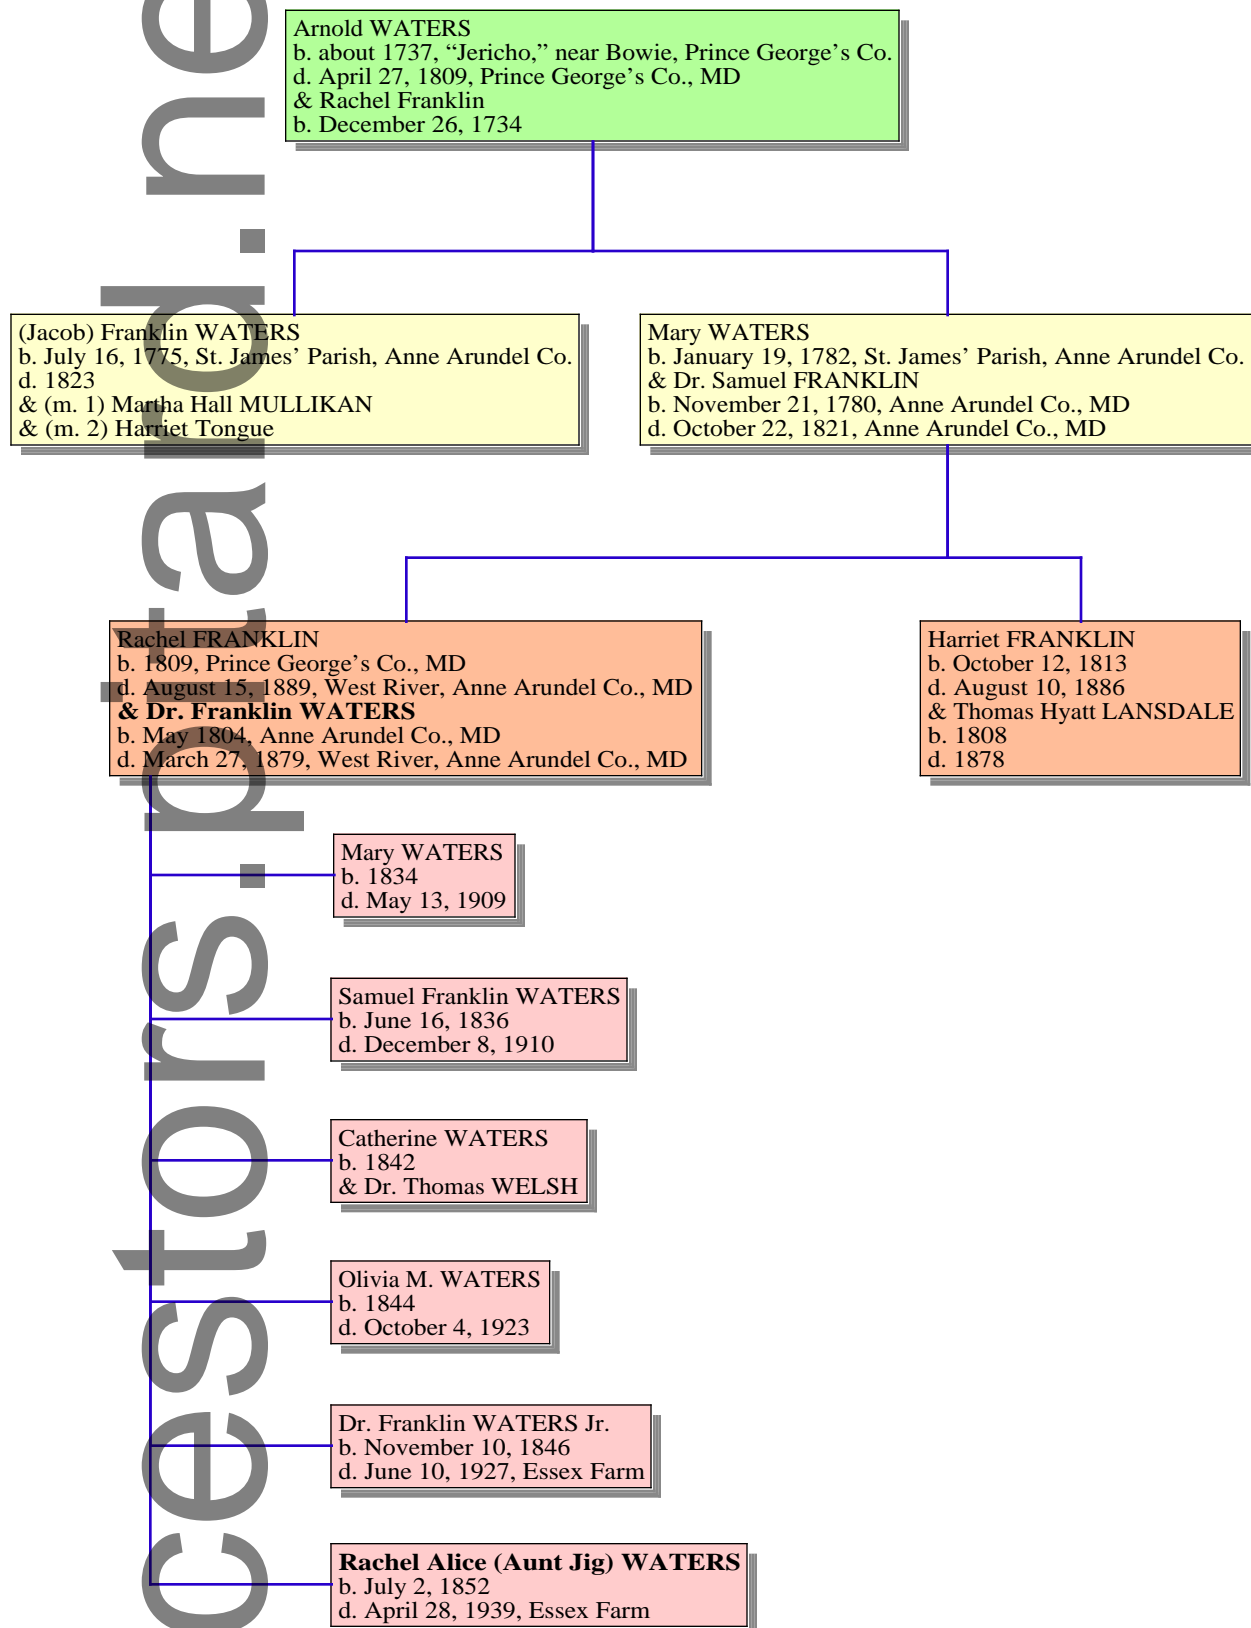 Arnold WATERS
b. about 1737, “Jericho,” near Bowie, Prince George’s Co.
d. April 27, 1809, Prince George’s Co., MD
& Rachel Franklin
b. December 26, 1734
(Jacob) Franklin WATERS
b. July 16, 1775, St. James’ Parish, Anne Arundel Co.
d. 1823
& (m. 1) Martha Hall MULLIKAN
& (m. 2) Harriet Tongue
Mary WATERS
b. January 19, 1782, St. James’ Parish, Anne Arundel Co.
& Dr. Samuel FRANKLIN
b. November 21, 1780, Anne Arundel Co., MD
d. October 22, 1821, Anne Arundel Co., MD
Rachel FRANKLIN
b. 1809, Prince George’s Co., MD
d. August 15, 1889, West River, Anne Arundel Co., MD
& Dr. Franklin WATERS
b. May 1804, Anne Arundel Co., MD
d. March 27, 1879, West River, Anne Arundel Co., MD
Harriet FRANKLIN
b. October 12, 1813
d. August 10, 1886
& Thomas Hyatt LANSDALE
b. 1808
d. 1878
Mary WATERS
b. 1834
d. May 13, 1909
Samuel Franklin WATERS
b. June 16, 1836
d. December 8, 1910
Catherine WATERS
b. 1842
& Dr. Thomas WELSH
Olivia M. WATERS
b. 1844
d. October 4, 1923
Dr. Franklin WATERS Jr.
b. November 10, 1846
d. June 10, 1927, Essex Farm
Rachel Alice (Aunt Jig) WATERS
b. July 2, 1852
d. April 28, 1939, Essex Farm
cestors.pitard.ne